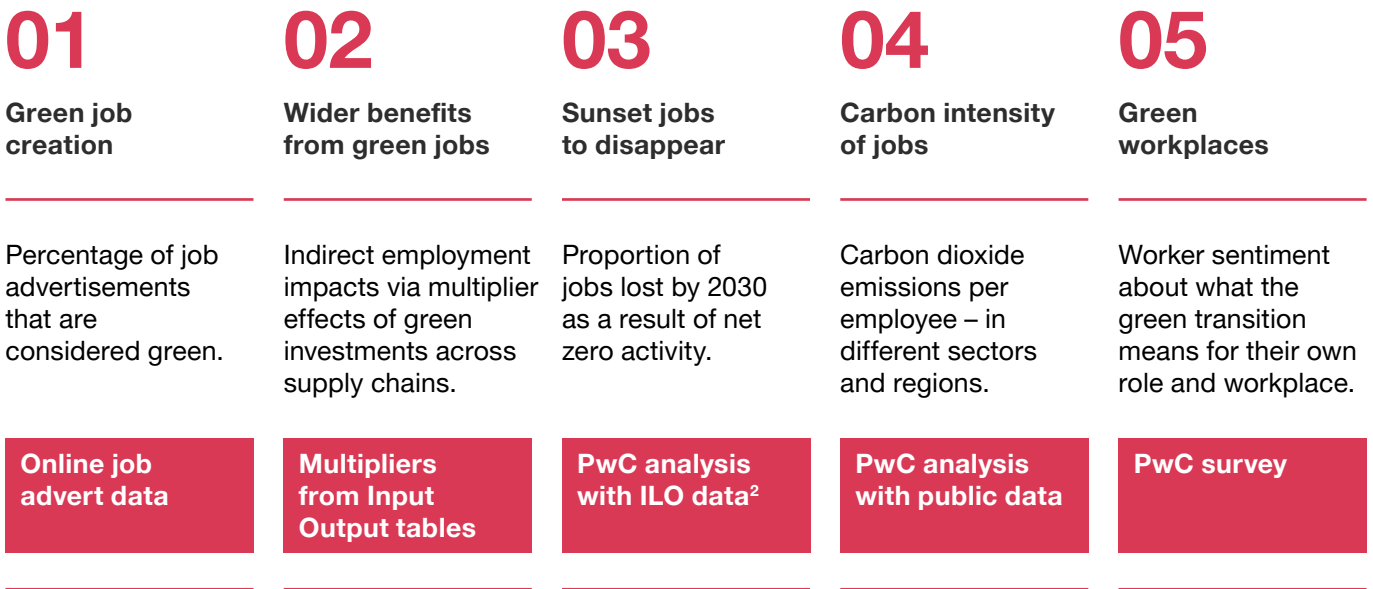 01
Green job
creation
Percentage of job
advertisements
that are
considered green.
Online job
advert data
02
Wider benefits
from green jobs
Indirect employment
impacts via multiplier
effects of green
investments across
supply chains.
Multipliers
from Input
Output tables
03
Sunset jobs
to disappear
Proportion of
jobs lost by 2030
as a result of net
zero activity.
PwC analysis
with ILO data²
04
Carbon intensity
of jobs
Carbon dioxide
emissions per
employee – in
different sectors
and regions.
PwC analysis
with public data
05
Green
workplaces
Worker sentiment
about what the
green transition
means for their own
role and workplace.
PwC survey